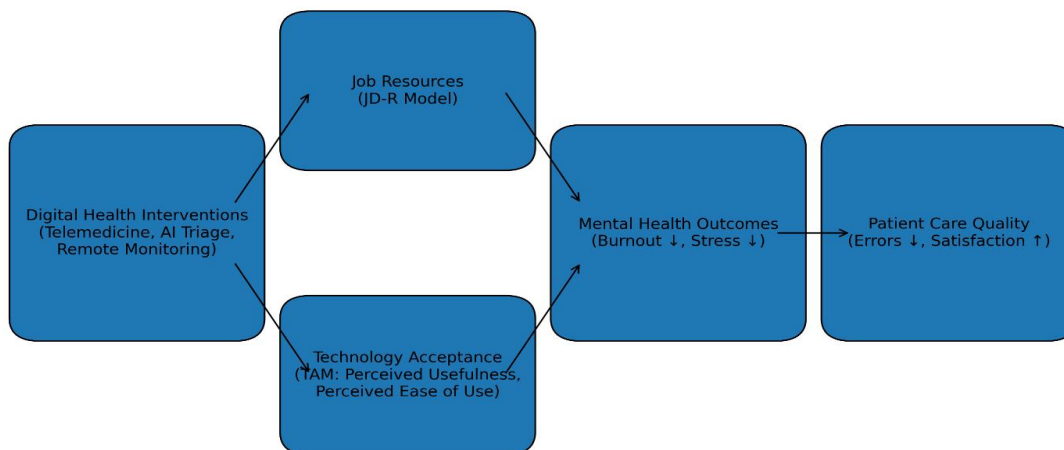 Job Resources
(JD-R Model)
Digital Health Interventions
(Telemedicine, AI Triage,
Remote Monitoring)
Mental Health Outcomes
(Burnout ↓, Stress ↓)
Patient Care Quality
(Errors ↓, Satisfaction ↑)
Technology Acceptance
(TAM: Perceived Usefulness,
Perceived Ease of Use)